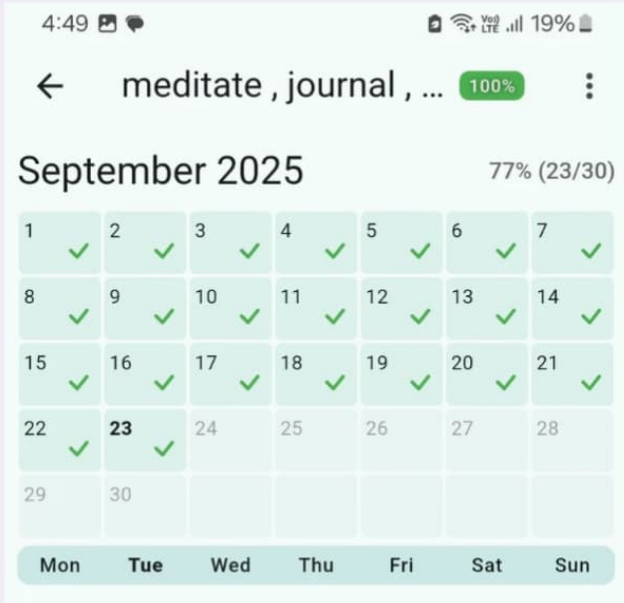 4:49 Vo)) LTE 19%
meditate , journal , ... 100%
September 2025 77% (23/30)
1 2 3 4 5 6 7
8 9 10 11 12 13 14
15 16 17 18 19 20 21
22 23 24 25 26 27 28
29 30
Mon Tue Wed Thu Fri Sat Sun